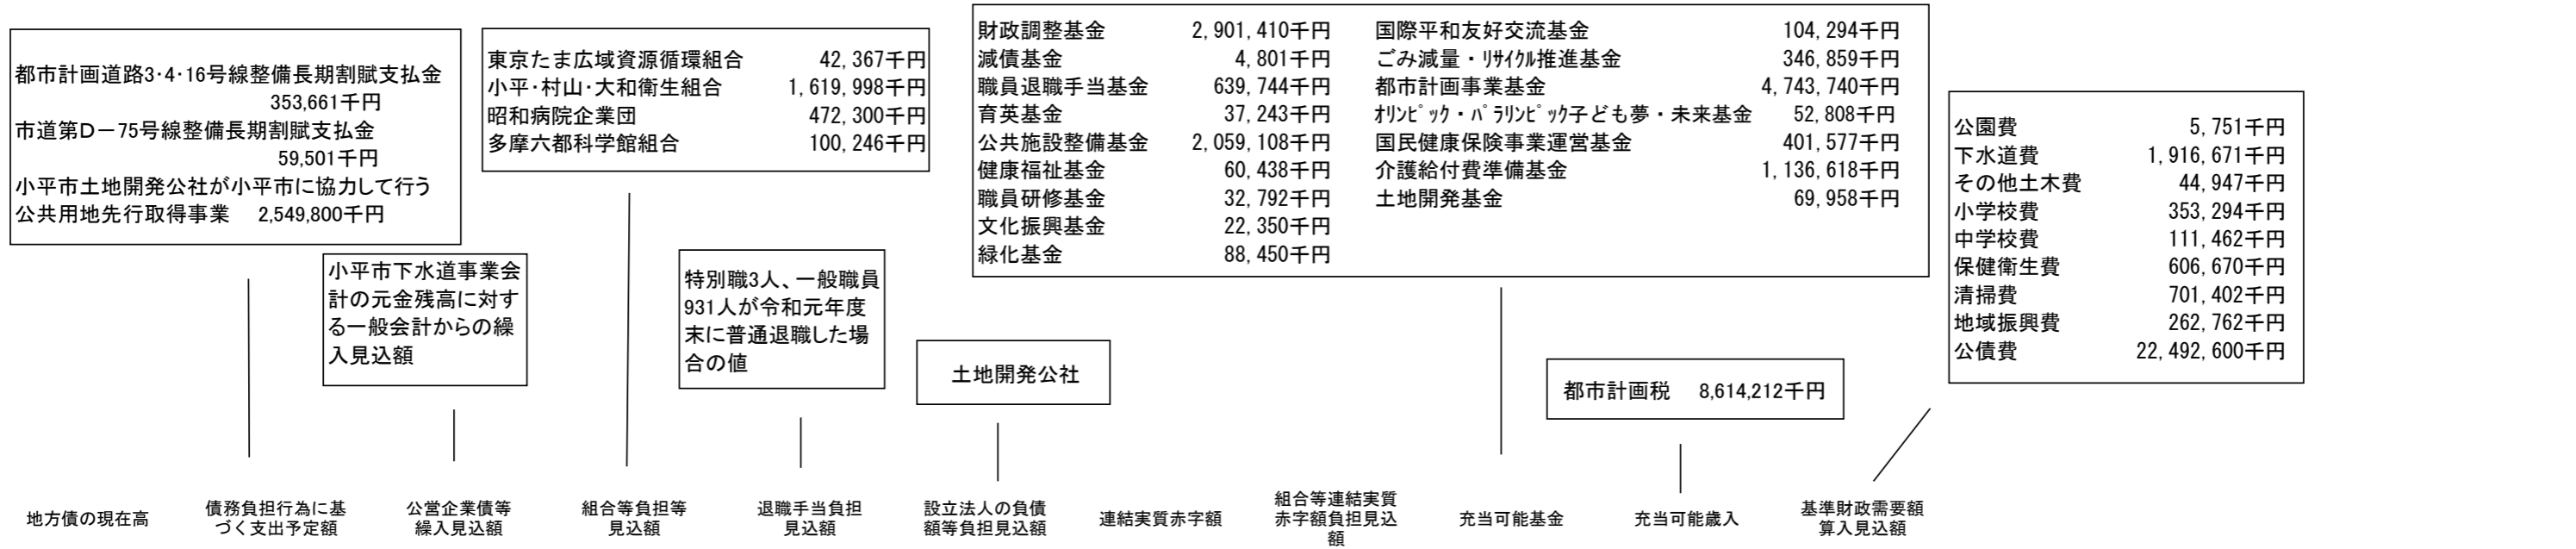 都市計画道路3・4・16号線整備長期割賦支払金
353,661千円
市道第D－75号線整備長期割賦支払金
59,501千円
小平市土地開発公社が小平市に協力して行う
公共用地先行取得事業 2,549,800千円
東京たま広域資源循環組合 42,367千円
小平・村山・大和衛生組合 1,619,998千円
昭和病院企業団 472,300千円
多摩六都科学館組合 100,246千円
財政調整基金 2,901,410千円 国際平和友好交流基金 104,294千円
減債基金 4,801千円 ごみ減量・ﾘｻｲｸﾙ推進基金 346,859千円
職員退職手当基金 639,744千円 都市計画事業基金 4,743,740千円
育英基金 37,243千円 ｵﾘﾝﾋﾟｯｸ・ﾊﾟﾗﾘﾝﾋﾟｯｸ子ども夢・未来基金 52,808千円
公共施設整備基金 2,059,108千円 国民健康保険事業運営基金 401,577千円
健康福祉基金 60,438千円 介護給付費準備基金 1,136,618千円
職員研修基金 32,792千円 土地開発基金 69,958千円
文化振興基金 22,350千円
緑化基金 88,450千円
公園費 5,751千円
下水道費 1,916,671千円
その他土木費 44,947千円
小学校費 353,294千円
中学校費 111,462千円
保健衛生費 606,670千円
清掃費 701,402千円
地域振興費 262,762千円
公債費 22,492,600千円
小平市下水道事業会
計の元金残高に対す
る一般会計からの繰
入見込額
特別職3人、一般職員
931人が令和元年度
末に普通退職した場
合の値
土地開発公社
都市計画税 8,614,212千円
地方債の現在高
債務負担行為に基
づく支出予定額
公営企業債等
繰入見込額
組合等負担等
見込額
退職手当負担
見込額
設立法人の負債
額等負担見込額
連結実質赤字額
組合等連結実質
赤字額負担見込
額
充当可能基金
充当可能歳入
基準財政需要額
算入見込額